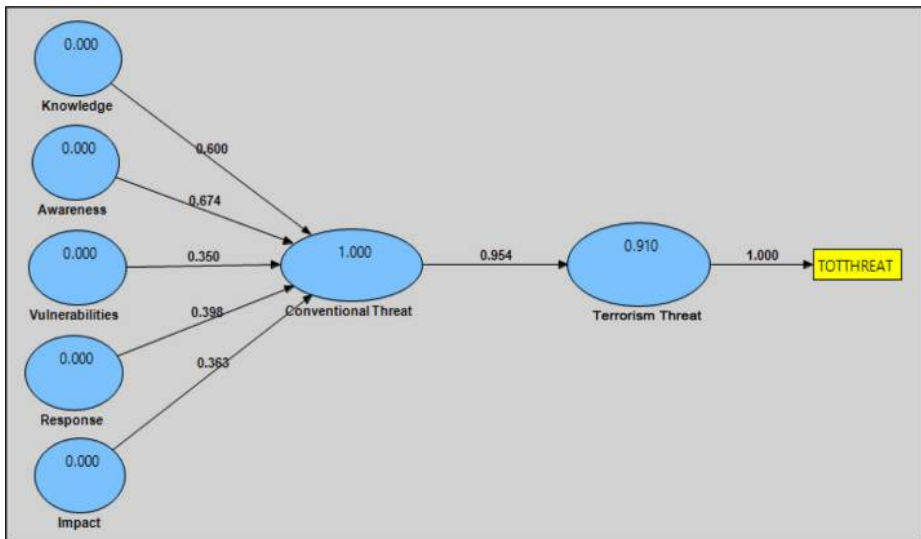 0.000
Knowledge
0.600
0.000
Awareness
0.674
0.000
Vulnerabilities
0.350
0.000
Response
0.398
0.000
Impact
0.363
1.000
Conventional Threat
0.954
0.910
Terrorism Threat
1.000
TOTTHREAT